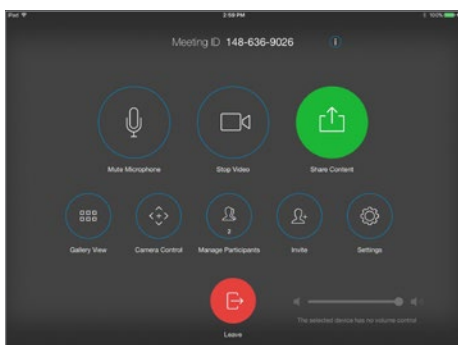 iPad 2:59 PM 100%
Meeting ID 148-636-9026
Mute Microphone Stop Video Share Content
2
Gallery View Camera Control Manage Participants Invite Settings
Leave
The selected device has no volume control